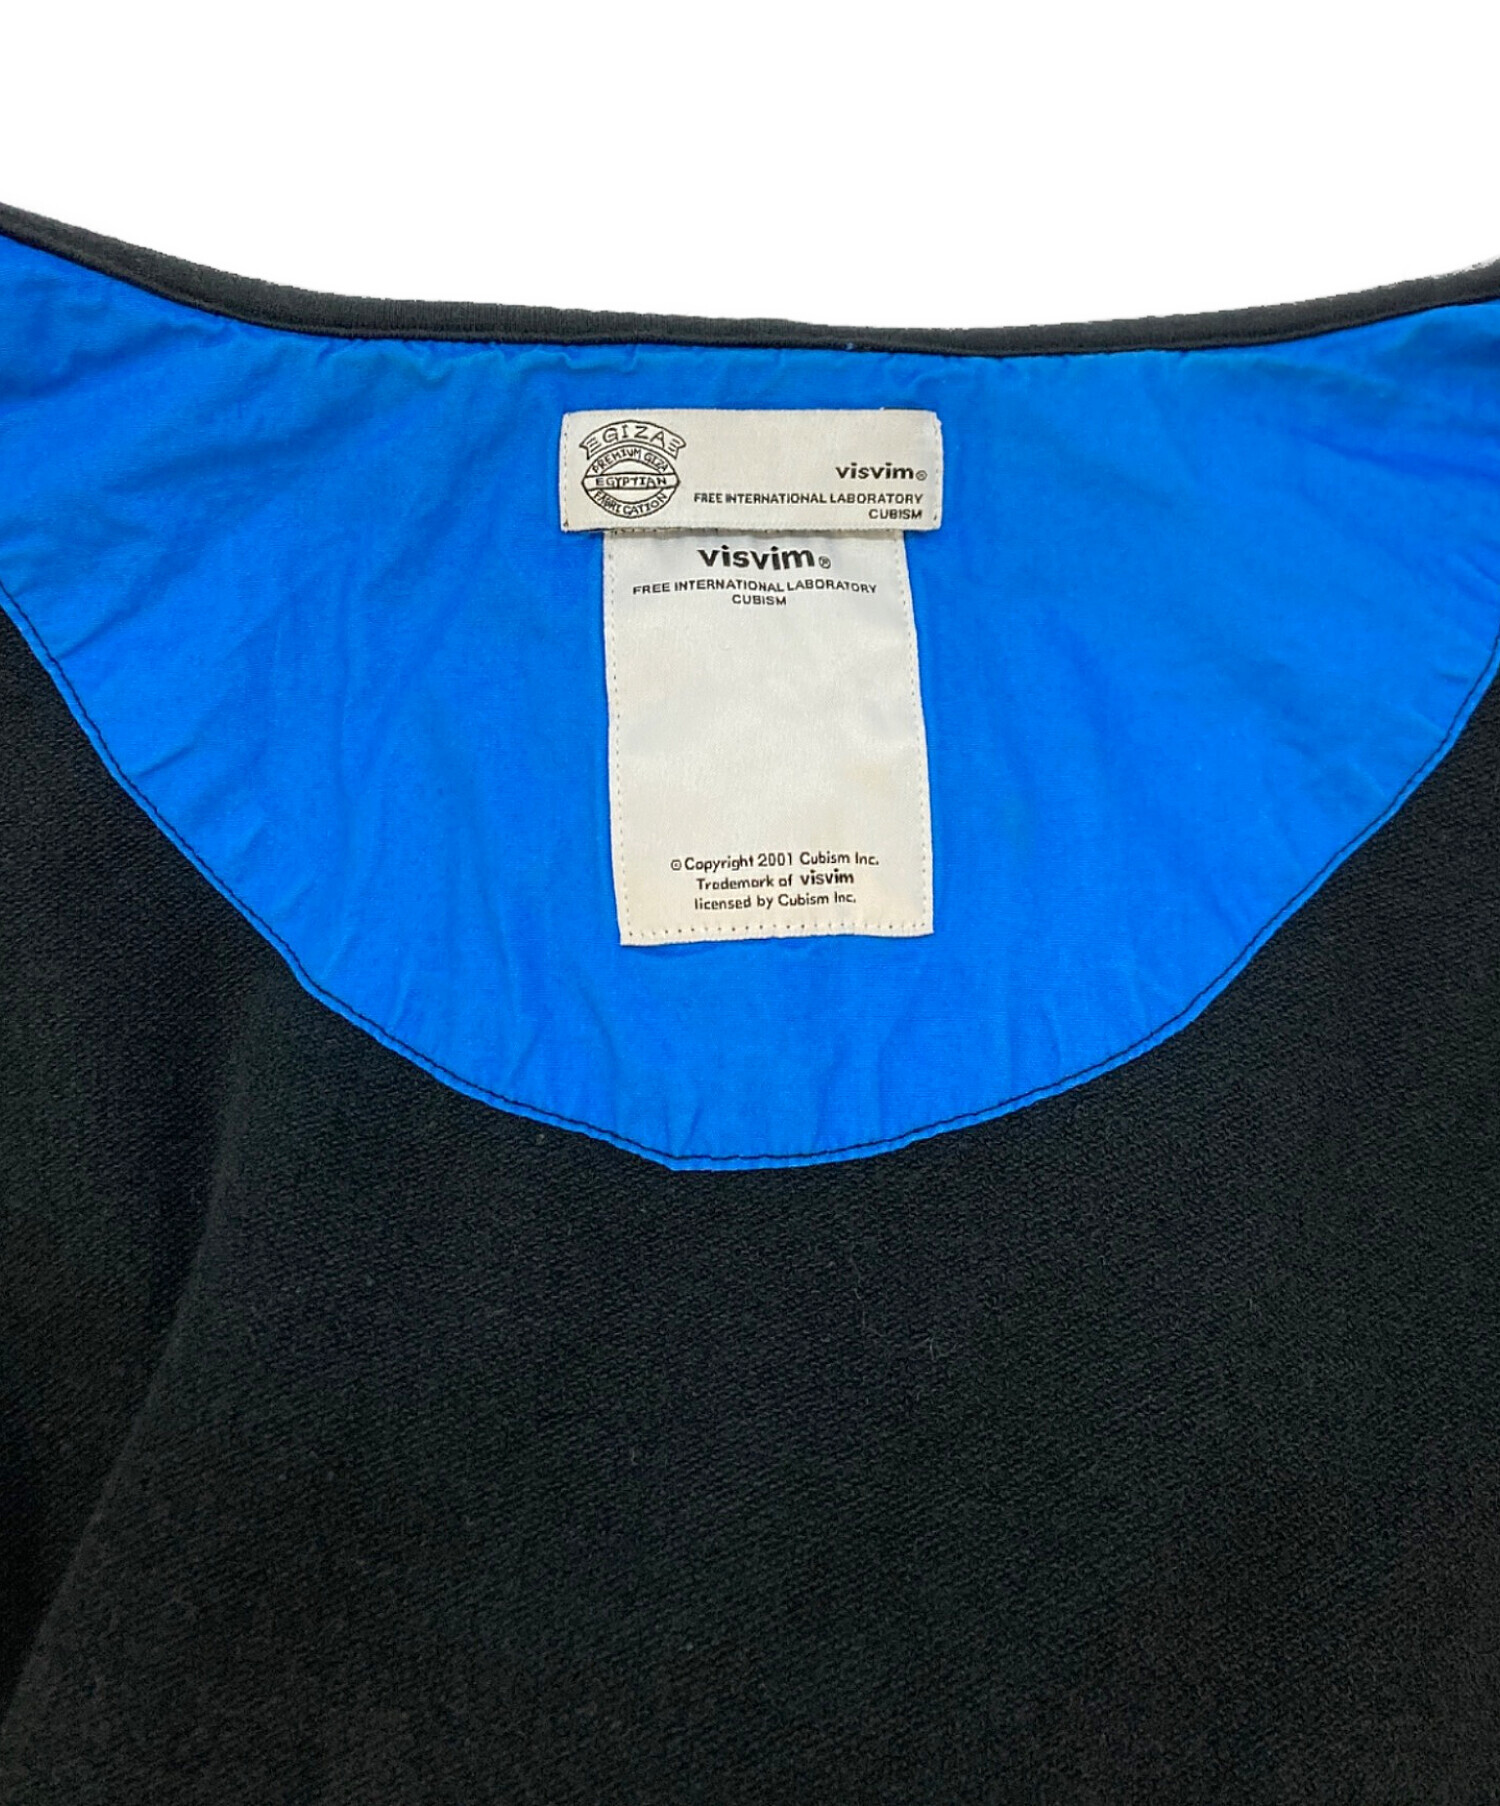 GIZA
PREMIUM GIZA
EGYPTIAN
FABRICATION
visvim®
FREE INTERNATIONAL LABORATORY
CUBISM
visvim®
FREE INTERNATIONAL LABORATORY
CUBISM
© Copyright 2001 Cubism Inc.
Trademark of visvim
licensed by Cubism Inc.